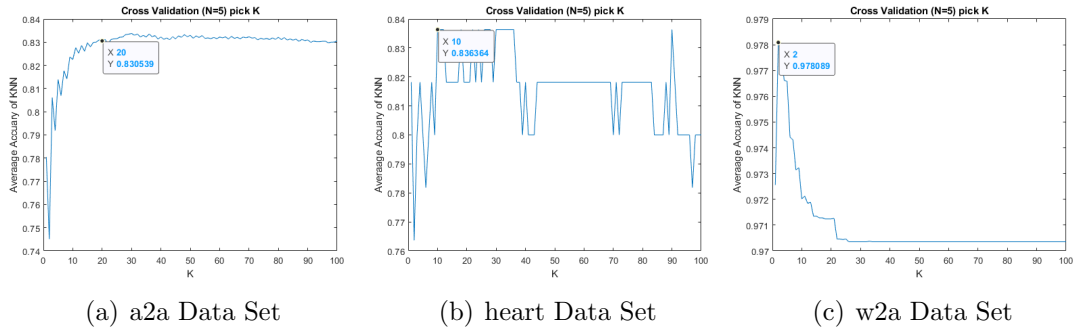 Cross Validation (N=5) pick K
0.84
0.83
0.82
0.81
0.8
0.79
0.78
0.77
0.76
0.75
0.74
Averaage Accuary of KNN
X 20
Y 0.830539
0 10 20 30 40 50 60 70 80 90 100
K
(a) a2a Data Set
Cross Validation (N=5) pick K
0.84
0.83
0.82
0.81
0.8
0.79
0.78
0.77
0.76
Averaage Accuary of KNN
X 10
Y 0.836364
0 10 20 30 40 50 60 70 80 90 100
K
(b) heart Data Set
Cross Validation (N=5) pick K
0.979
0.978
0.977
0.976
0.975
0.974
0.973
0.972
0.971
0.97
Averaage Accuary of KNN
X 2
Y 0.978089
0 10 20 30 40 50 60 70 80 90 100
K
(c) w2a Data Set